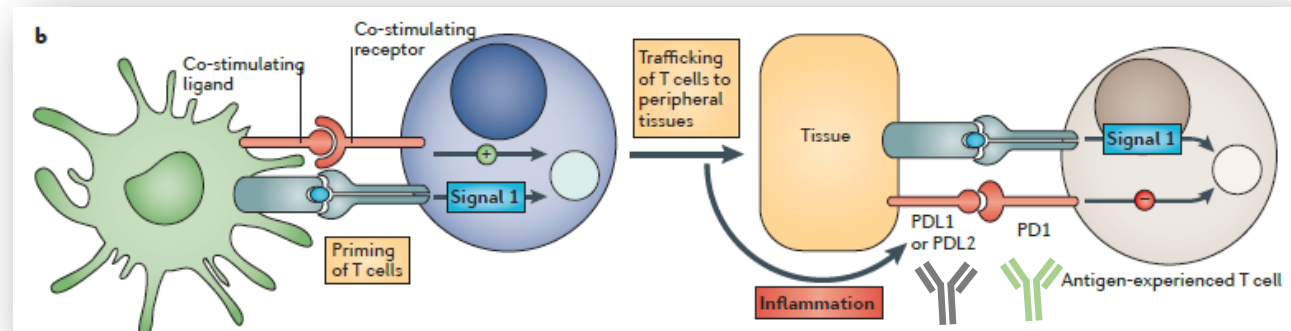 b
Co-stimulating
receptor
Co-stimulating
ligand
+
Signal 1
Priming
of T cells
Trafficking
of T cells to
peripheral
tissues
Inflammation
Tissue
Signal 1
−
PDL1
or PDL2
PD1
Antigen-experienced T cell